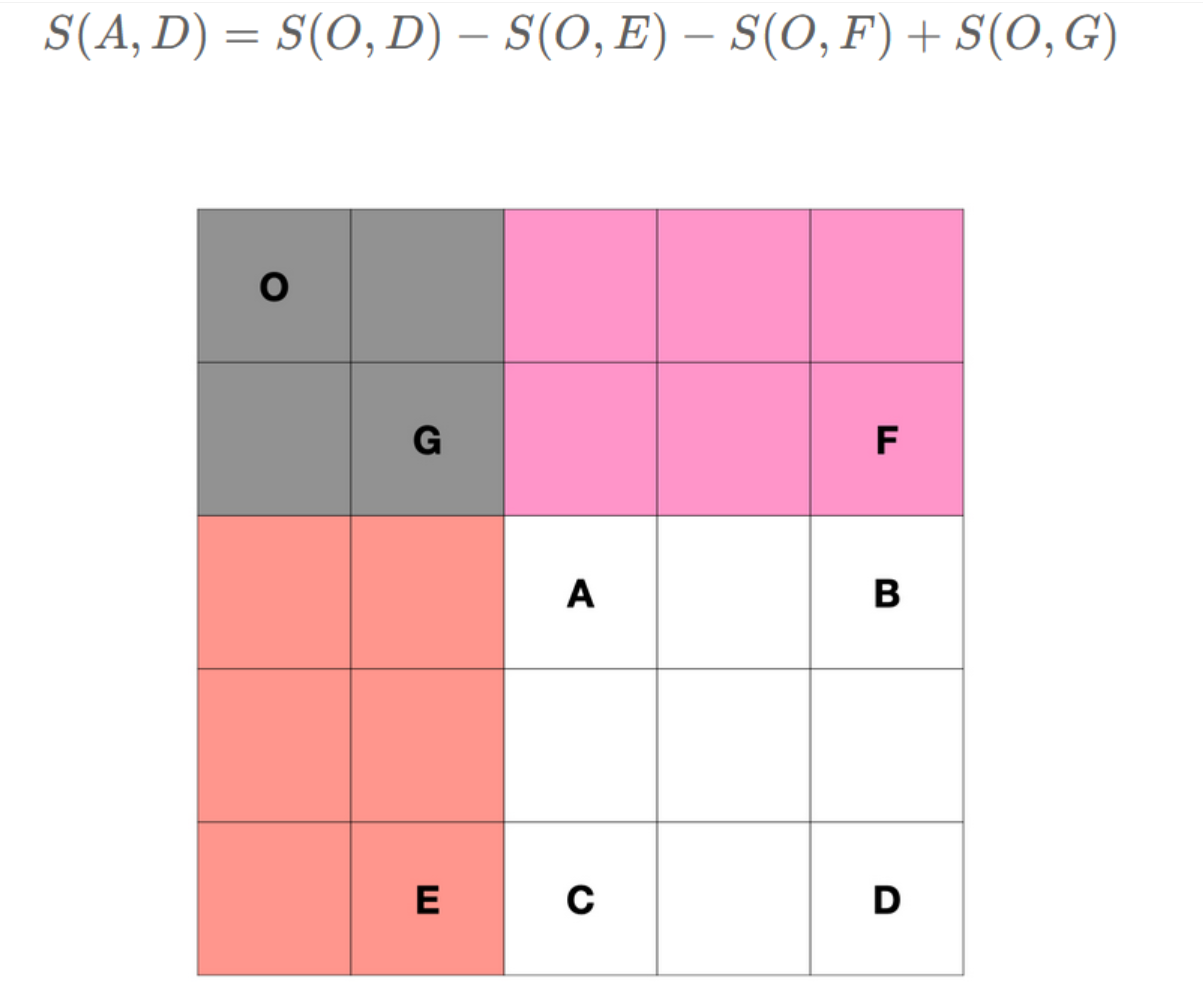 S(A, D) = S(O, D) − S(O, E) − S(O, F) + S(O, G)
O
G F
A B
E C D